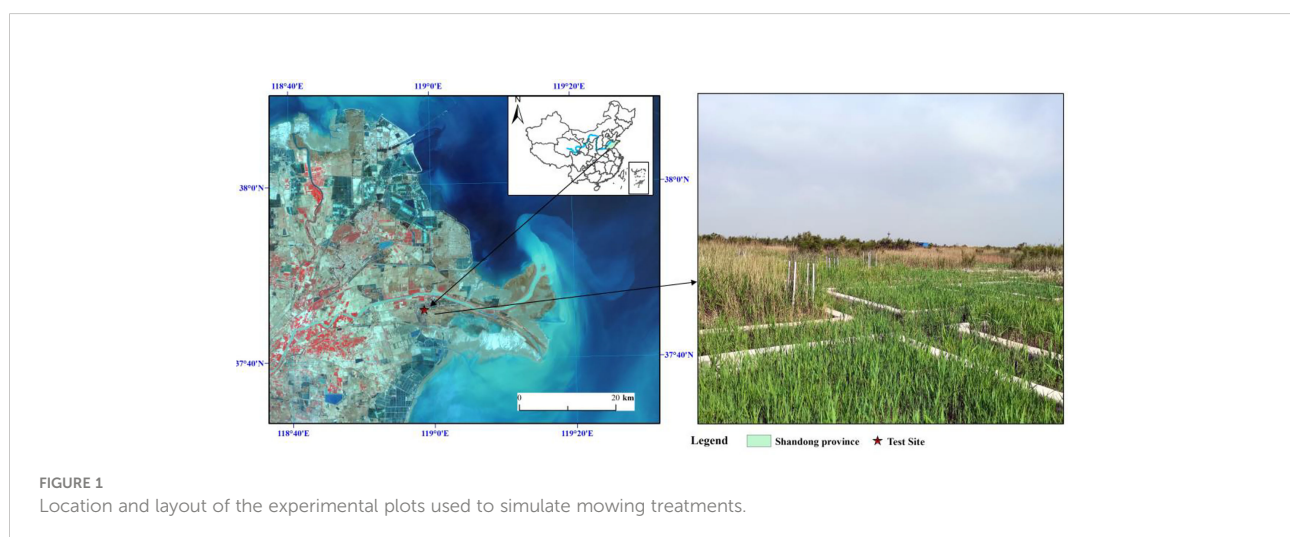 118°40'E 119°0'E 119°20'E
N
38°0'N 38°0'N
37°40'N 37°40'N
0 20 km
118°40'E 119°0'E 119°20'E
Legend Shandong province Test Site
FIGURE 1
Location and layout of the experimental plots used to simulate mowing treatments.